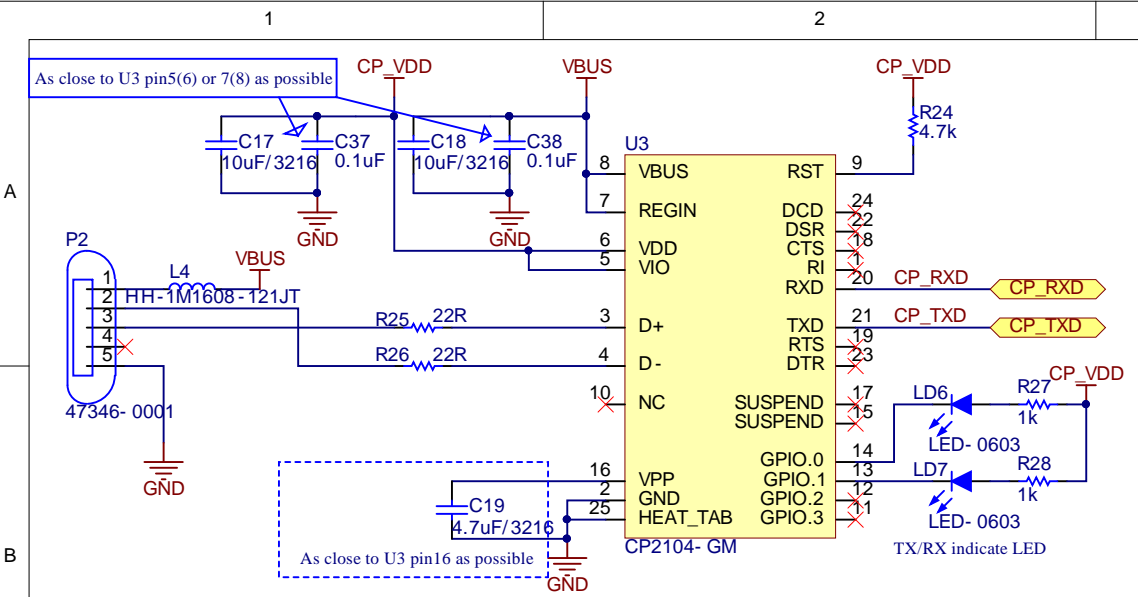 1 2
As close to U3 pin5(6) or 7(8) as possible
CP_VDD
VBUS
CP_VDD
R24
4.7k
C17
10uF/3216
C37
0.1uF
C18
10uF/3216
C38
0.1uF
GND
GND
A
U3
8 VBUS
7 REGIN
6 VDD
5 VIO
3 D+
4 D-
10 NC
16 VPP
2 GND
25 HEAT_TAB
RST 9
DCD 24
DSR 22
CTS 18
RI 1
RXD 20
TXD 21
RTS 19
DTR 23
SUSPEND 17
SUSPEND 15
GPIO.0 14
GPIO.1 13
GPIO.2 12
GPIO.3 11
CP2104- GM
CP_RXD CP_RXD
CP_TXD CP_TXD
P2
1
2
3
4
5
47346- 0001
L4
HH-1M1608-121JT
VBUS
R25 22R
R26 22R
GND
CP_VDD
LD6
LED- 0603
R27
1k
LD7
LED- 0603
R28
1k
TX/RX indicate LED
C19
4.7uF/3216
As close to U3 pin16 as possible
GND
B